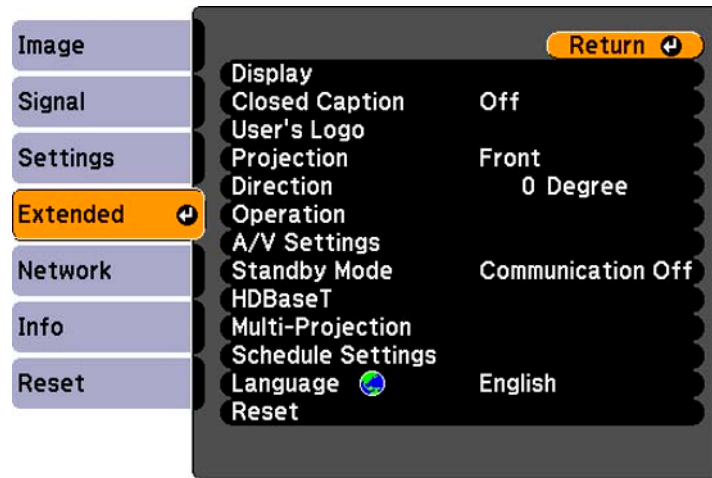 Image
Signal
Settings
Extended
Network
Info
Reset
Return
Display
Closed Caption Off
User's Logo
Projection Front
Direction 0 Degree
Operation
A/V Settings
Standby Mode Communication Off
HDBaseT
Multi-Projection
Schedule Settings
Language English
Reset